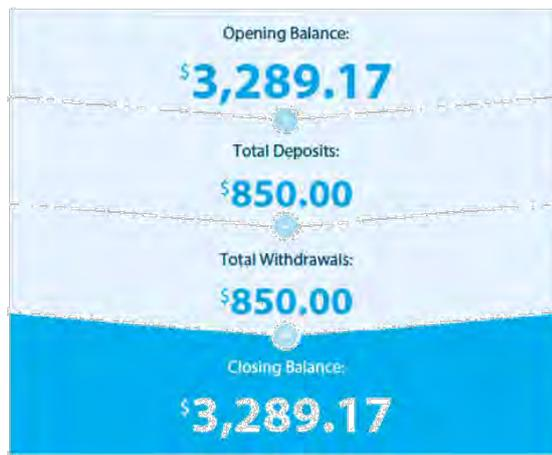 Opening Balance:
$3,289.17
Total Deposits:
$850.00
Total Withdrawals:
$850.00
Closing Balance:
$3,289.17